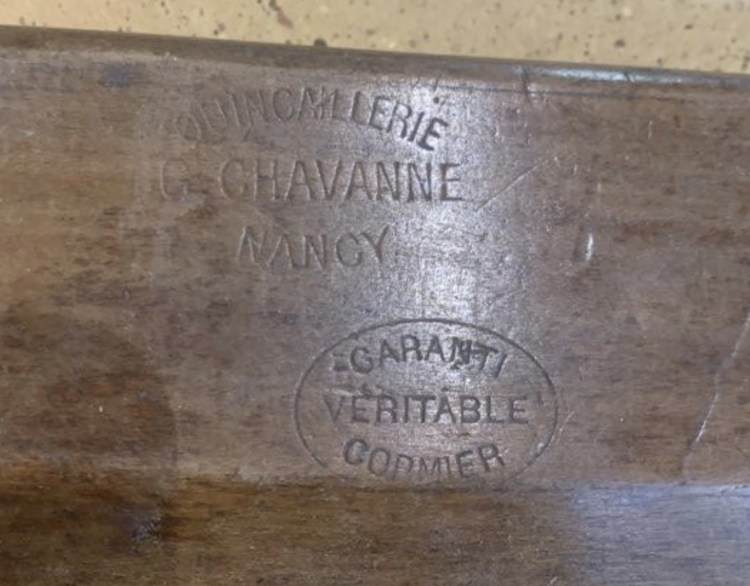 QUINCAILLERIE
G. CHAVANNE
NANCY
GARANTI
VÉRITABLE
CORMIER